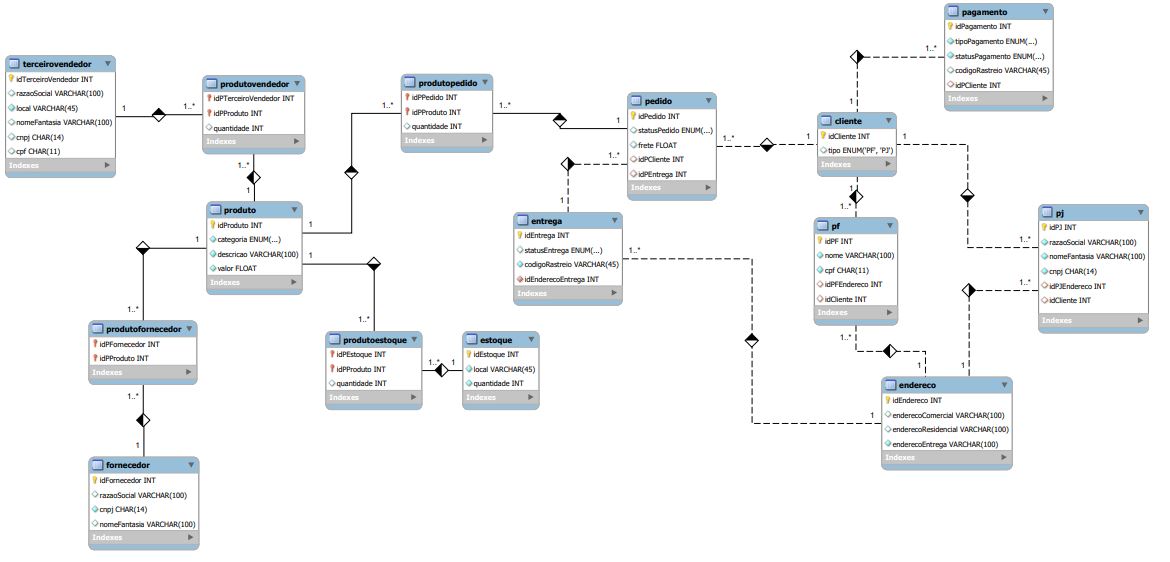 pagamento
idPagamento INT
tipoPagamento ENUM(...)
statusPagamento ENUM(...)
codigoRastreio VARCHAR(45)
idPCliente INT
Indexes
terceirovendedor
idTerceiroVendedor INT
razaoSocial VARCHAR(100)
local VARCHAR(45)
nomeFantasia VARCHAR(100)
cnpj CHAR(14)
cpf CHAR(11)
Indexes
1
1..*
produtovendedor
idPTerceiroVendedor INT
idPProduto INT
quantidade INT
Indexes
1..*
1
produtopedido
idPPedido INT
idPProduto INT
quantidade INT
Indexes
1..*
1..*
1
pedido
idPedido INT
statusPedido ENUM(...)
frete FLOAT
idPCliente INT
idPEntrega INT
Indexes
1..*
1..*
1
1
1..*
cliente
idCliente INT
tipo ENUM('PF', 'PJ')
Indexes
1
1
1..*
1..*
produto
idProduto INT
categoria ENUM(...)
descricao VARCHAR(100)
valor FLOAT
Indexes
1
1
1
entrega
idEntrega INT
statusEntrega ENUM(...)
codigoRastreio VARCHAR(45)
idEnderecoEntrega INT
Indexes
1
1..*
pf
idPF INT
nome VARCHAR(100)
cpf CHAR(11)
idPFEndereco INT
idCliente INT
Indexes
1..*
1
pj
idPJ INT
razaoSocial VARCHAR(100)
nomeFantasia VARCHAR(100)
cnpj CHAR(14)
idPJEndereco INT
idCliente INT
Indexes
1..*
1
1..*
produtofornecedor
idPFornecedor INT
idPProduto INT
Indexes
1..*
1
1..*
produtoestoque
idPEstoque INT
idPProduto INT
quantidade INT
Indexes
1..*
1
estoque
idEstoque INT
local VARCHAR(45)
quantidade INT
Indexes
endereco
idEndereco INT
enderecoComercial VARCHAR(100)
enderecoResidencial VARCHAR(100)
enderecoEntrega VARCHAR(100)
Indexes
1
fornecedor
idFornecedor INT
razaoSocial VARCHAR(100)
cnpj CHAR(14)
nomeFantasia VARCHAR(100)
Indexes